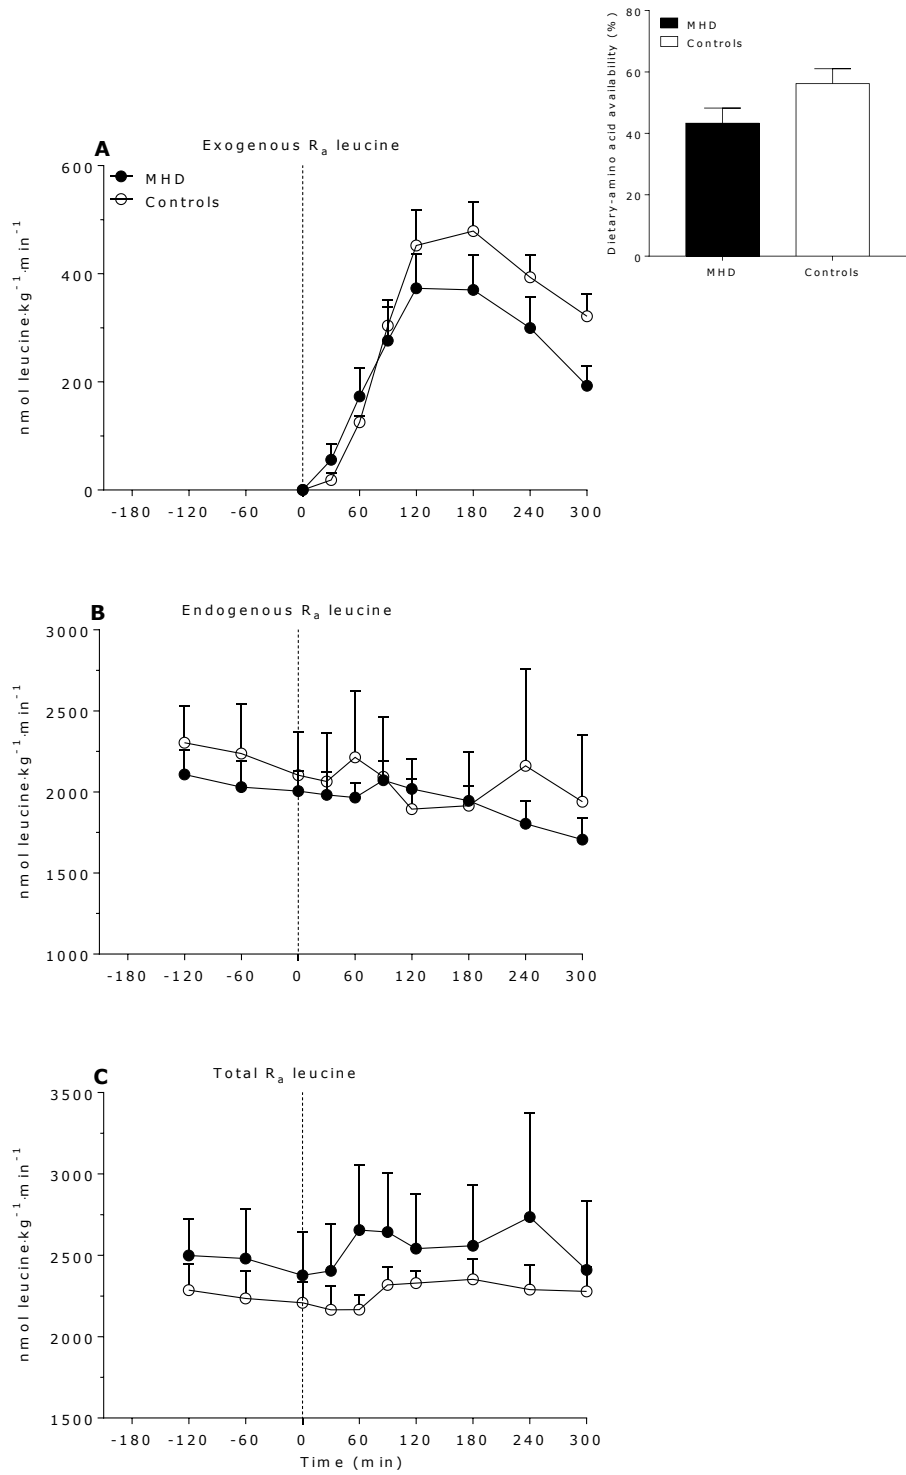 80
60
40
20
0
Dietary-amino acid availability (%)
MHD
Controls
MHD
Controls
A
Exogenous Rₐ leucine
MHD
Controls
600
400
200
0
nmol leucine·kg⁻¹·min⁻¹
-180 -120 -60 0 60 120 180 240 300
B
Endogenous Rₐ leucine
3000
2500
2000
1500
1000
nmol leucine·kg⁻¹·min⁻¹
-180 -120 -60 0 60 120 180 240 300
C
Total Rₐ leucine
3500
3000
2500
2000
1500
nmol leucine·kg⁻¹·min⁻¹
-180 -120 -60 0 60 120 180 240 300
Time (min)